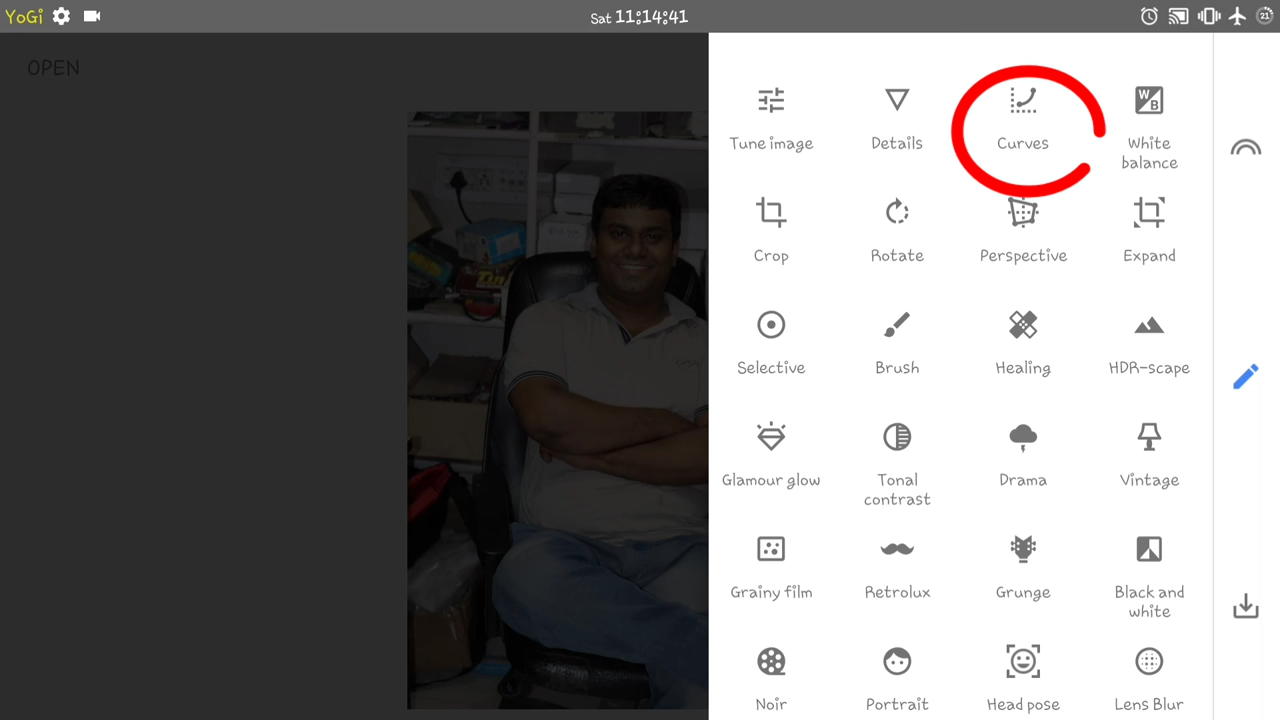 YoGi
Sat 11:14:41
21
OPEN
Tune image
Details
Curves
White
balance
Crop
Rotate
Perspective
Expand
Selective
Brush
Healing
HDR-scape
Glamour glow
Tonal
contrast
Drama
Vintage
Grainy film
Retrolux
Grunge
Black and
white
Noir
Portrait
Head pose
Lens Blur